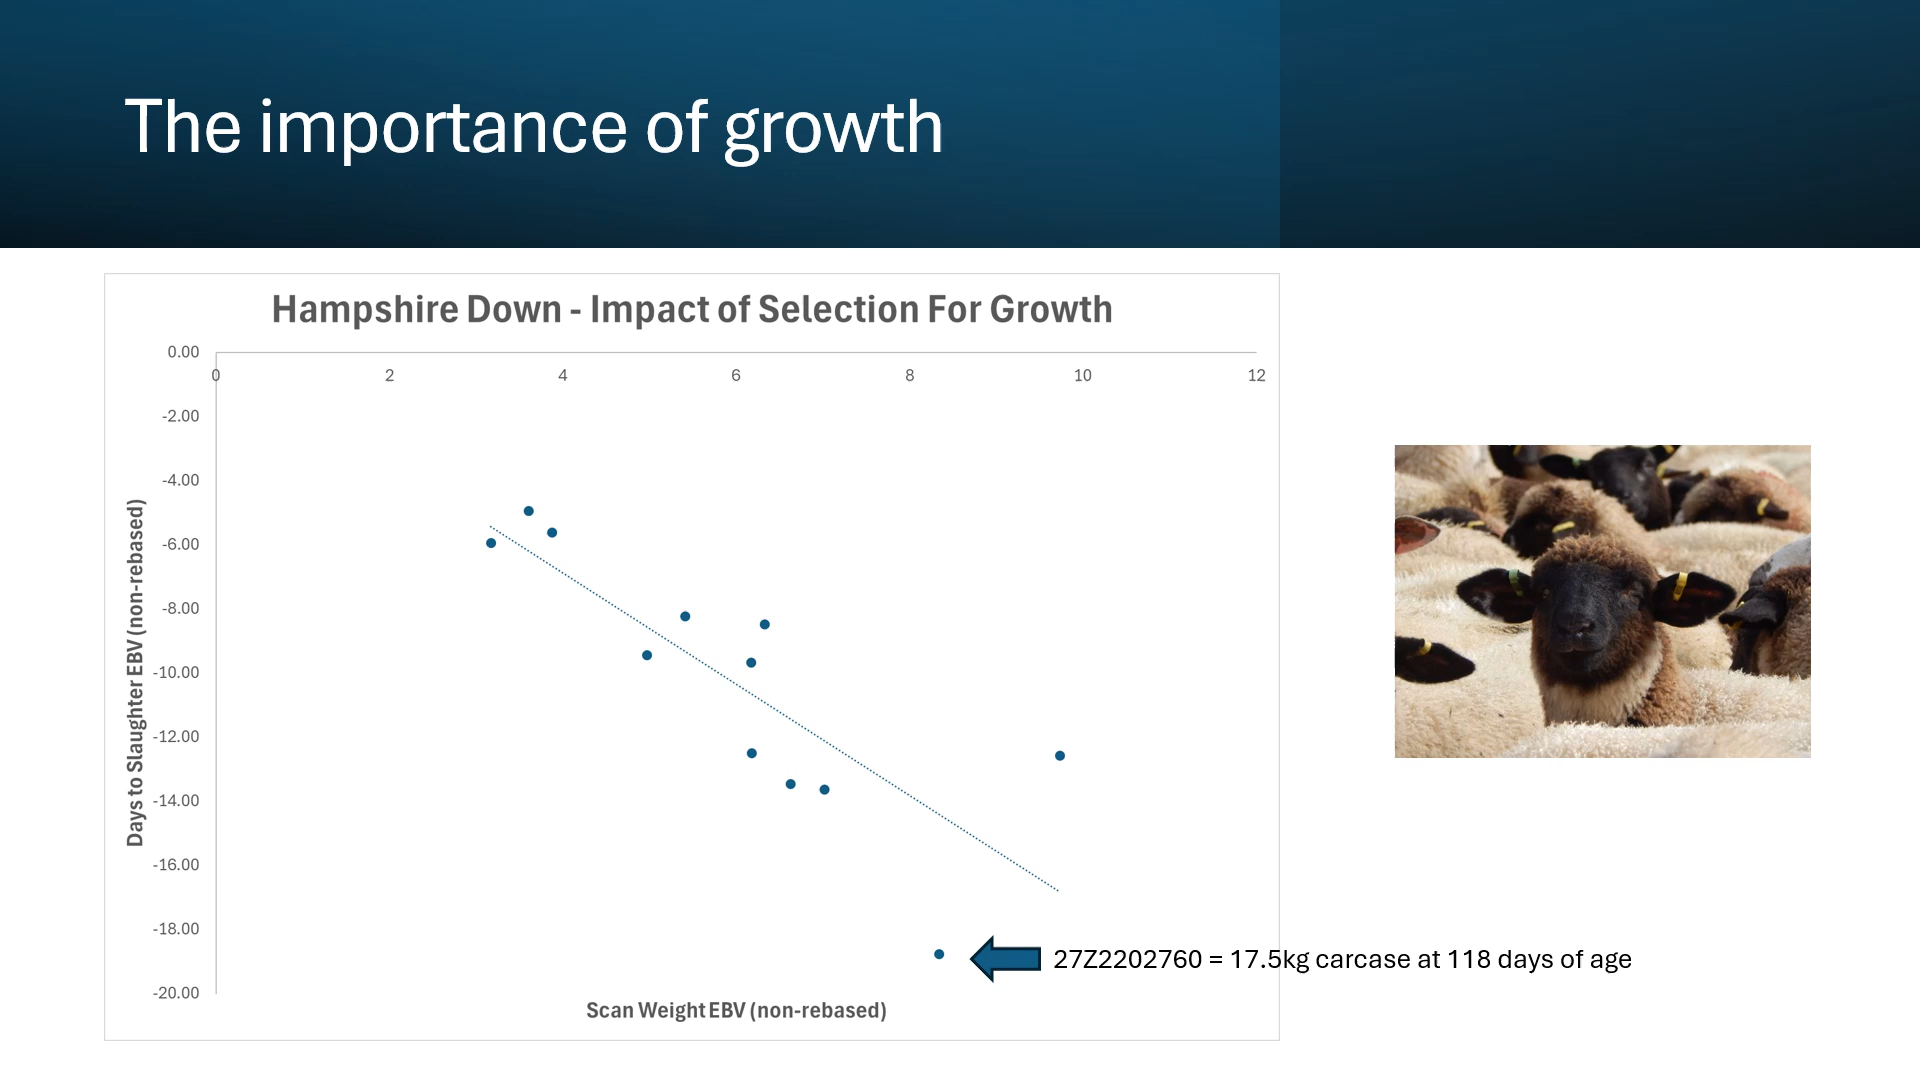 The importance of growth
Hampshire Down - Impact of Selection For Growth
0.00
0 2 4 6 8 10 12
-2.00
-4.00
-6.00
-8.00
-10.00
-12.00
-14.00
-16.00
-18.00
-20.00
Days to Slaughter EBV (non-rebased)
Scan Weight EBV (non-rebased)
27Z2202760 = 17.5kg carcase at 118 days of age